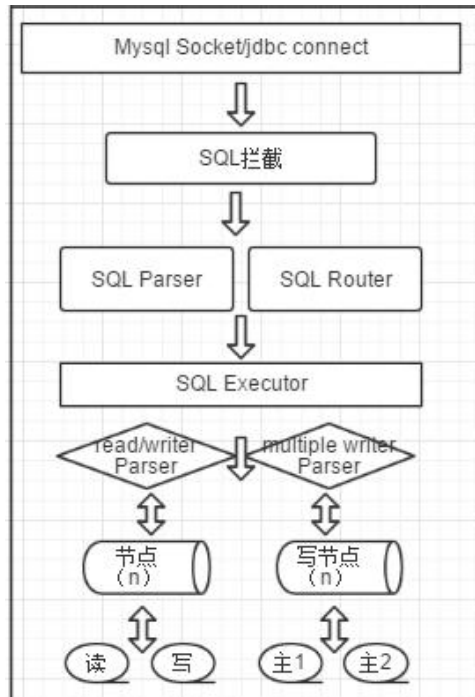 Mysql Socket/jdbc connect
SQL拦截
SQL Parser
SQL Router
SQL Executor
read/writer
Parser
multiple writer
Parser
节点
（n）
写节点
（n）
读
写
主1
主2